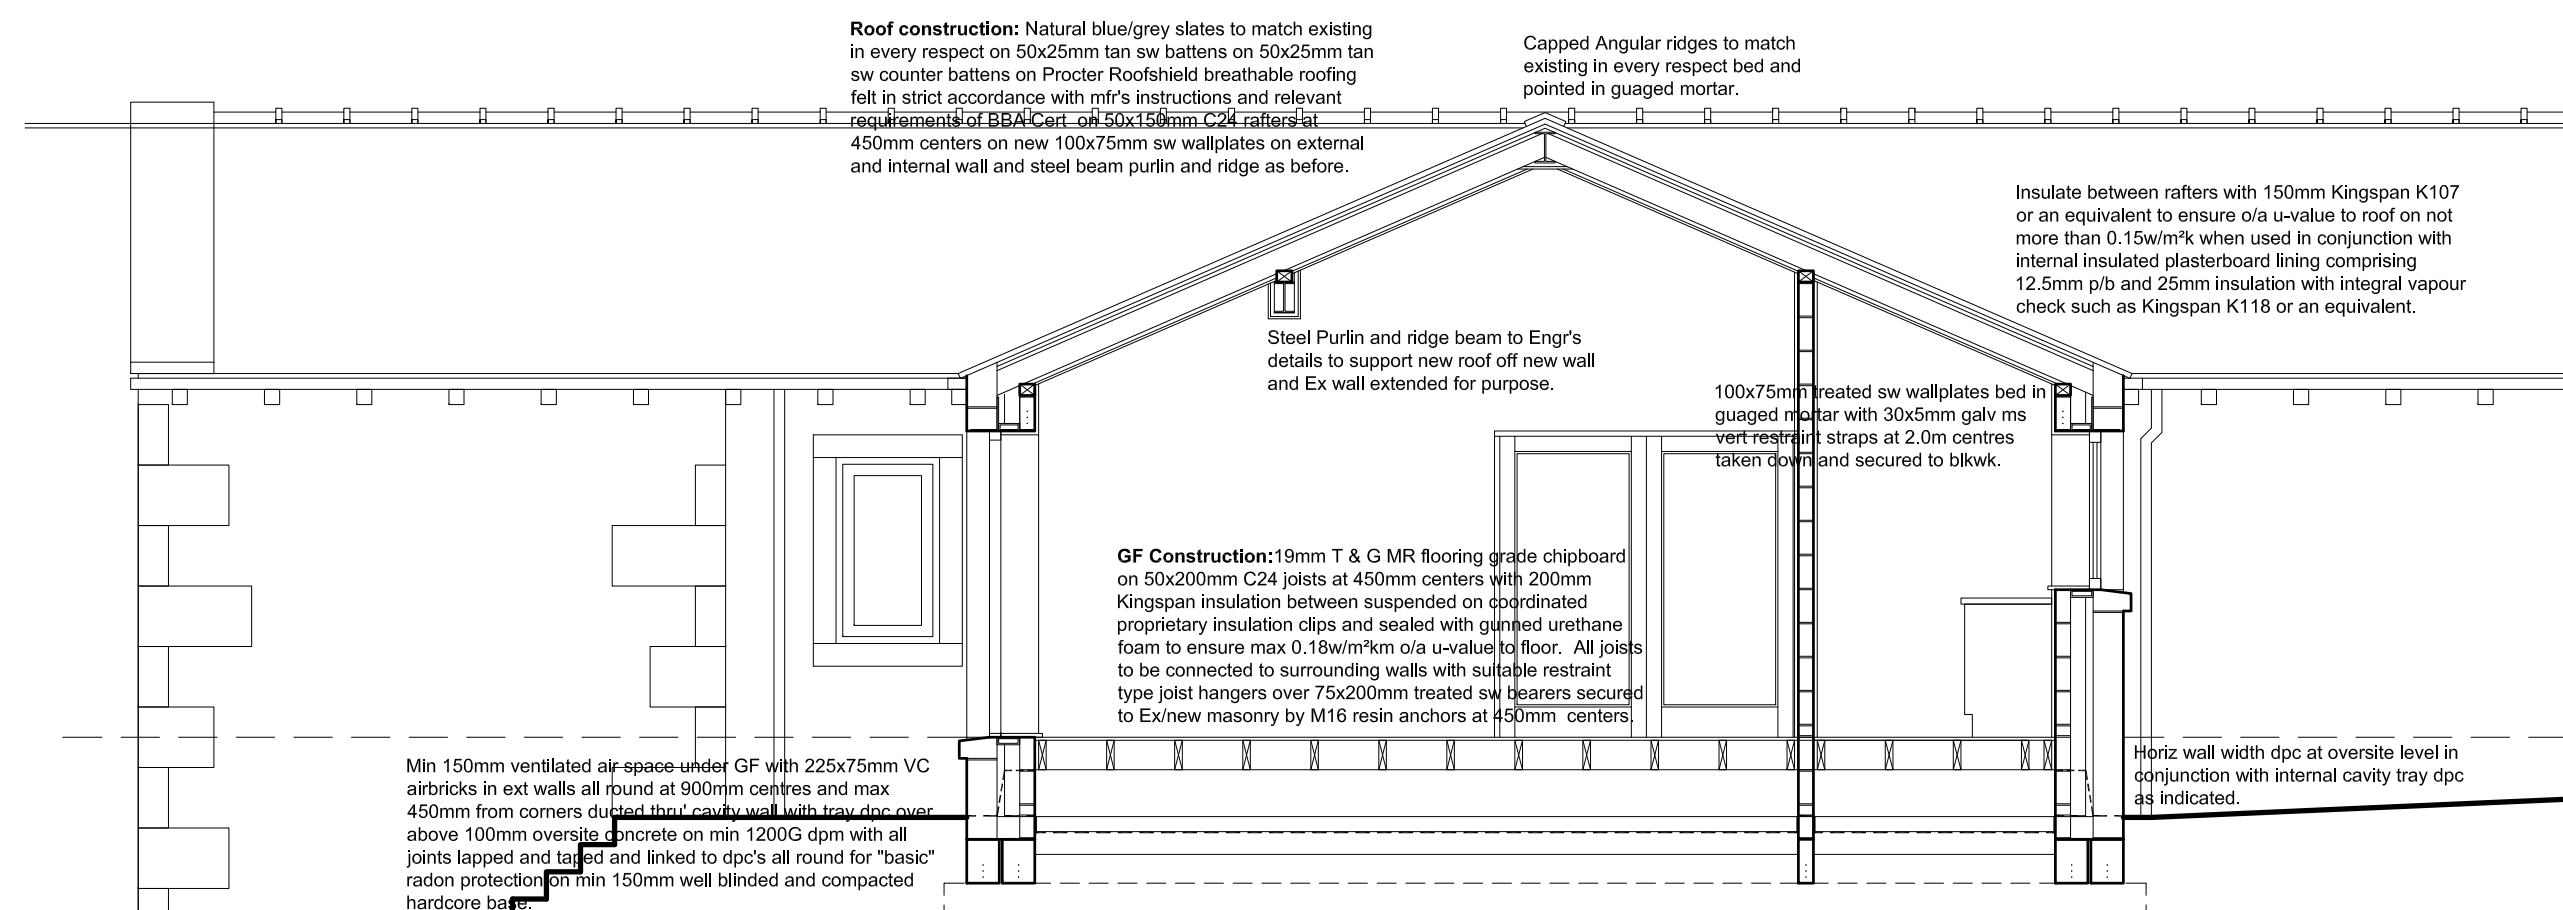 Roof construction: Natural blue/grey slates to match existing
in every respect on 50x25mm tan sw battens on 50x25mm tan
sw counter battens on Procter Roofshield breathable roofing
felt in strict accordance with mfr's instructions and relevant
requirements of BBA Cert on 50x150mm C24 rafters at
450mm centers on new 100x75mm sw wallplates on external
and internal wall and steel beam purlin and ridge as before.
Capped Angular ridges to match
existing in every respect bed and
pointed in guaged mortar.
Insulate between rafters with 150mm Kingspan K107
or an equivalent to ensure o/a u-value to roof on not
more than 0.15w/m²k when used in conjunction with
internal insulated plasterboard lining comprising
12.5mm p/b and 25mm insulation with integral vapour
check such as Kingspan K118 or an equivalent.
Steel Purlin and ridge beam to Engr's
details to support new roof off new wall
and Ex wall extended for purpose.
100x75mm treated sw wallplates bed in
guaged mortar with 30x5mm galv ms
vert restraint straps at 2.0m centres
taken down and secured to blkwk.
GF Construction:19mm T & G MR flooring grade chipboard
on 50x200mm C24 joists at 450mm centers with 200mm
Kingspan insulation between suspended on coordinated
proprietary insulation clips and sealed with gunned urethane
foam to ensure max 0.18w/m²km o/a u-value to floor. All joists
to be connected to surrounding walls with suitable restraint
type joist hangers over 75x200mm treated sw bearers secured
to Ex/new masonry by M16 resin anchors at 450mm centers.
Min 150mm ventilated air space under GF with 225x75mm VC
airbricks in ext walls all round at 900mm centres and max
450mm from corners ducted thru' cavity wall with tray dpc over
above 100mm oversite concrete on min 1200G dpm with all
joints lapped and taped and linked to dpc's all round for "basic"
radon protection on min 150mm well blinded and compacted
hardcore base.
Horiz wall width dpc at oversite level in
conjunction with internal cavity tray dpc
as indicated.